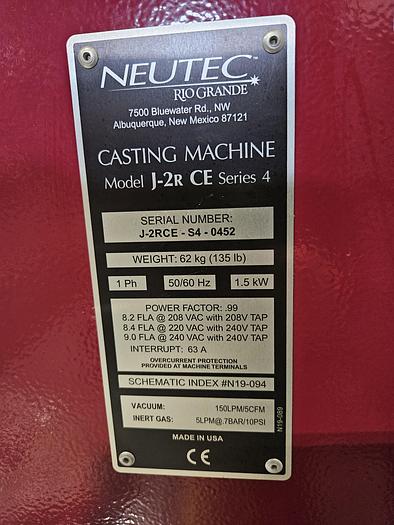 NEUTEC™
RIO GRANDE
7500 Bluewater Rd., NW
Albuquerque, New Mexico 87121
CASTING MACHINE
Model J-2R CE Series 4
SERIAL NUMBER:
J-2RCE - S4 - 0452
WEIGHT: 62 kg (135 lb)
1 Ph 50/60 Hz 1.5 kW
POWER FACTOR: .99
8.2 FLA @ 208 VAC with 208V TAP
8.4 FLA @ 220 VAC with 240V TAP
9.0 FLA @ 240 VAC with 240V TAP
INTERRUPT: 63 A
OVERCURRENT PROTECTION
PROVIDED AT MACHINE TERMINALS
SCHEMATIC INDEX #N19-094
VACUUM: 150LPM/5CFM
INERT GAS: 5LPM@.7BAR/10PSI
N19-089
MADE IN USA
CE